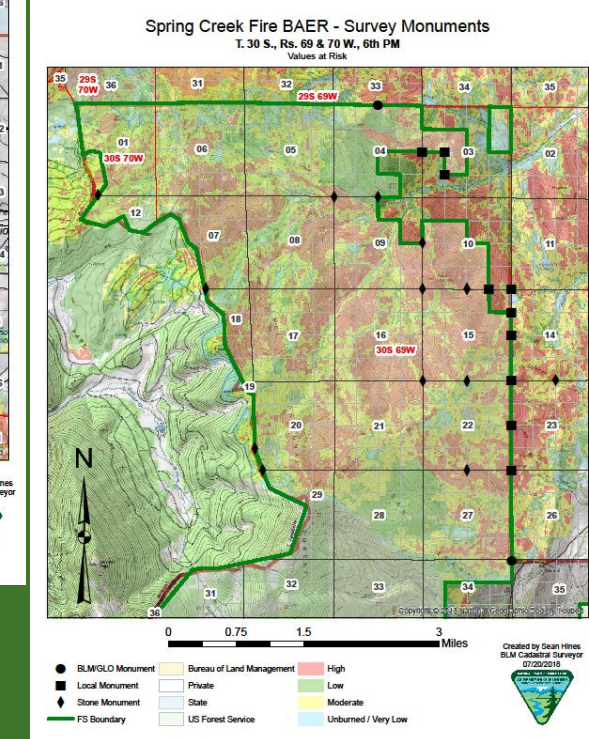 Spring Creek Fire BAER - Survey Monuments
T. 30 S., Rs. 69 & 70 W., 6th PM
Values at Risk
35
29S
70W
36
31
32
29S 69W
33
34
35
01
30S 70W
06
05
04
03
02
12
07
08
09
10
11
18
17
16
30S 69W
15
14
19
20
21
22
23
29
28
27
26
36
31
32
33
34
35
N
0
0.75
1.5
3
Miles
BLM/GLO Monument
Local Monument
Stone Monument
FS Boundary
Bureau of Land Management
Private
State
US Forest Service
High
Low
Moderate
Unburned / Very Low
Created by Sean Hines
BLM Cadastral Surveyor
07/20/2018